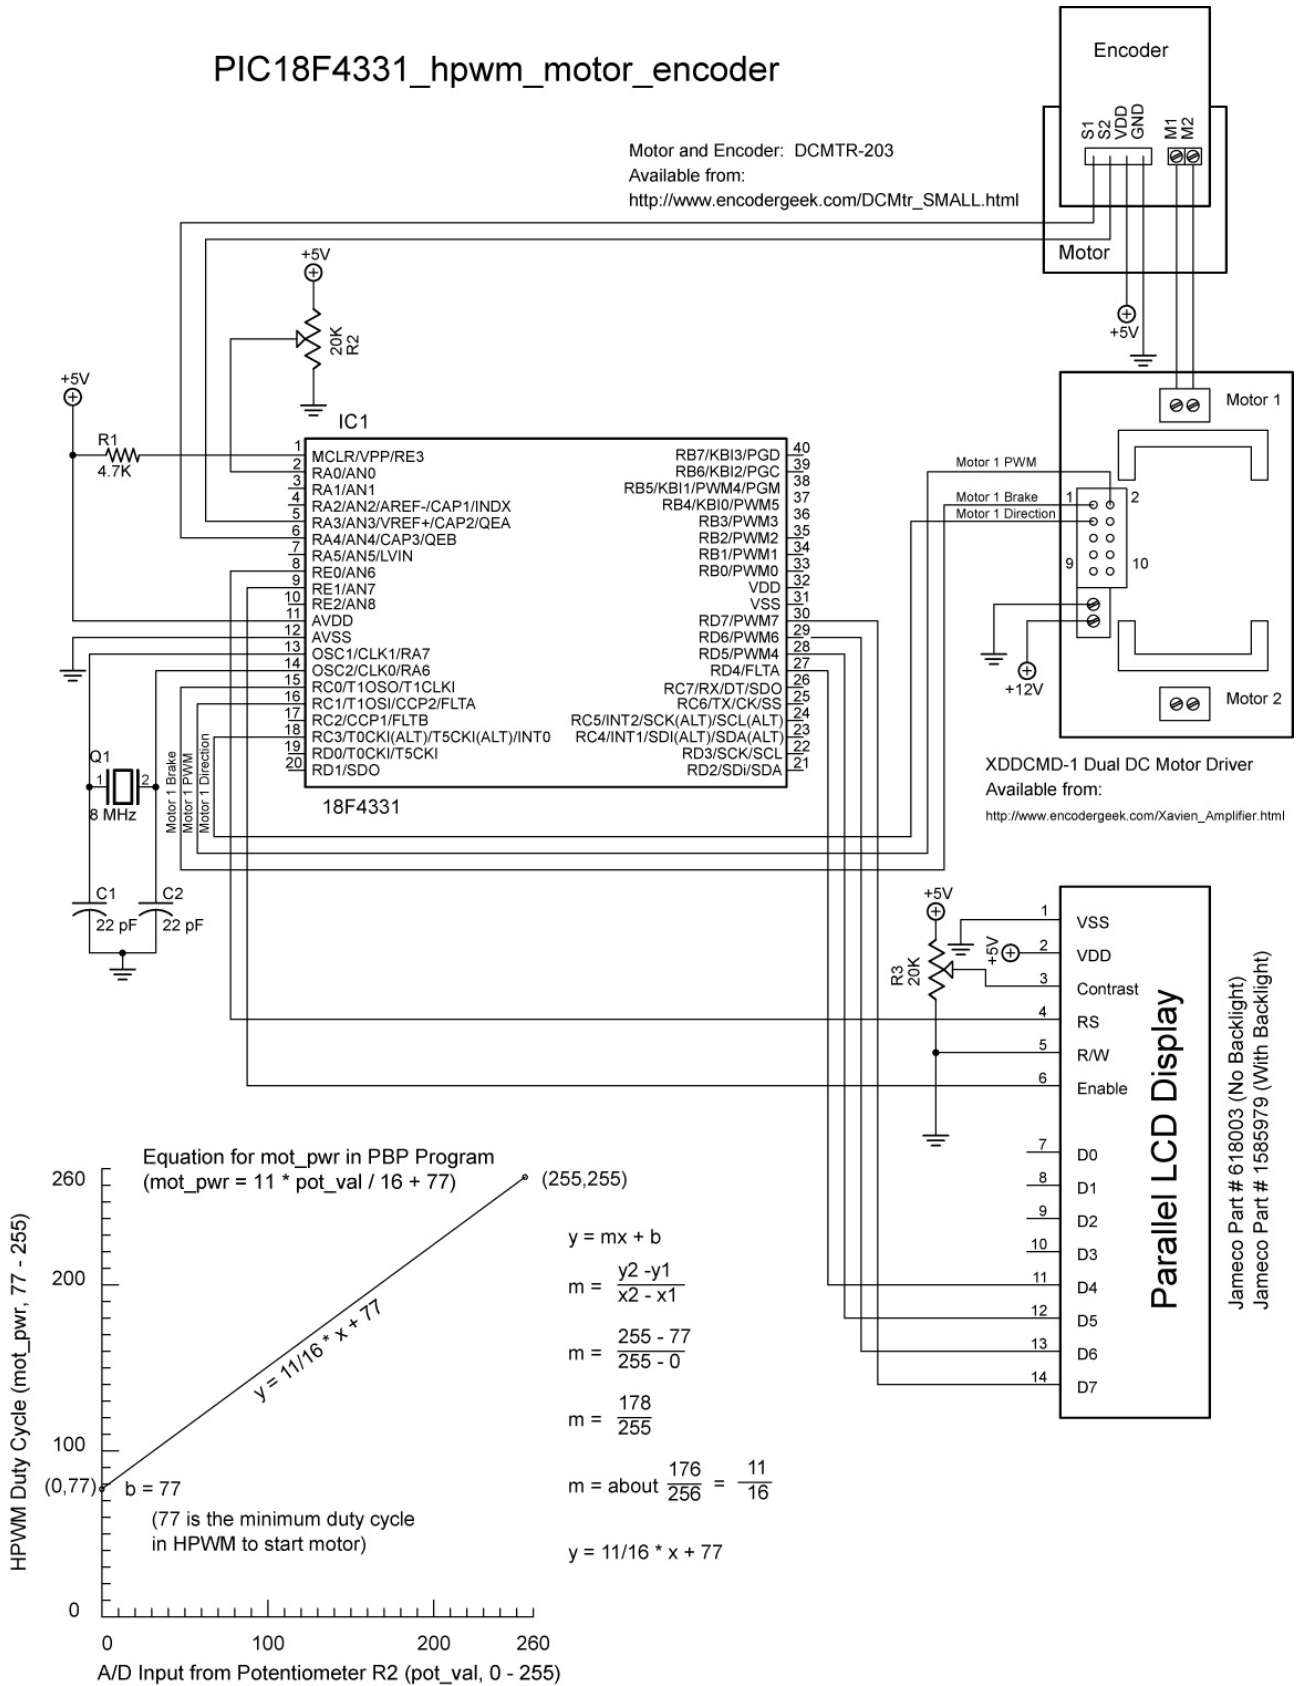 PIC18F4331_hpwm_motor_encoder
Encoder
S1
S2
VDD
GND
M1
M2
Motor and Encoder: DCMTR-203
Available from:
http://www.encodergeek.com/DCMtr_SMALL.html
Motor
+5V
+5V
20K
R2
+5V
R1
4.7K
IC1
1 MCLR/VPP/RE3
2 RA0/AN0
3 RA1/AN1
4 RA2/AN2/AREF-/CAP1/INDX
5 RA3/AN3/VREF+/CAP2/QEA
6 RA4/AN4/CAP3/QEB
7 RA5/AN5/LVIN
8 RE0/AN6
9 RE1/AN7
10 RE2/AN8
11 AVDD
12 AVSS
13 OSC1/CLK1/RA7
14 OSC2/CLK0/RA6
15 RC0/T1OSO/T1CLKI
16 RC1/T1OSI/CCP2/FLTA
17 RC2/CCP1/FLTB
18 RC3/T0CKI(ALT)/T5CKI(ALT)/INT0
19 RD0/T0CKI/T5CKI
20 RD1/SDO
RB7/KBI3/PGD 40
RB6/KBI2/PGC 39
RB5/KBI1/PWM4/PGM 38
RB4/KBI0/PWM5 37
RB3/PWM3 36
RB2/PWM2 35
RB1/PWM1 34
RB0/PWM0 33
VDD 32
VSS 31
RD7/PWM7 30
RD6/PWM6 29
RD5/PWM4 28
RD4/FLTA 27
RC7/RX/DT/SDO 26
RC6/TX/CK/SS 25
RC5/INT2/SCK(ALT)/SCL(ALT) 24
RC4/INT1/SDI(ALT)/SDA(ALT) 23
RD3/SCK/SCL 22
RD2/SDi/SDA 21
18F4331
Motor 1
Motor 1 PWM
Motor 1 Brake
Motor 1 Direction
1
2
9
10
+12V
Motor 2
XDDCMD-1 Dual DC Motor Driver
Available from:
http://www.encodergeek.com/Xavien_Amplifier.html
Q1
1
2
8 MHz
Motor 1 Brake
Motor 1 PWM
Motor 1 Direction
C1
22 pF
C2
22 pF
+5V
R3
20K
+5V
1 VSS
2 VDD
3 Contrast
4 RS
5 R/W
6 Enable
7 D0
8 D1
9 D2
10 D3
11 D4
12 D5
13 D6
14 D7
Parallel LCD Display
Jameco Part # 618003 (No Backlight)
Jameco Part # 1585979 (With Backlight)
Equation for mot_pwr in PBP Program
(mot_pwr = 11 * pot_val / 16 + 77)
260
200
100
0
HPWM Duty Cycle (mot_pwr, 77 - 255)
(255,255)
y = 11/16 * x + 77
(0,77)
b = 77
(77 is the minimum duty cycle
in HPWM to start motor)
0
100
200
260
A/D Input from Potentiometer R2 (pot_val, 0 - 255)
y = mx + b
m = y2 -y1
x2 - x1
m = 255 - 77
255 - 0
m = 178
255
m = about 176 = 11
256 16
y = 11/16 * x + 77